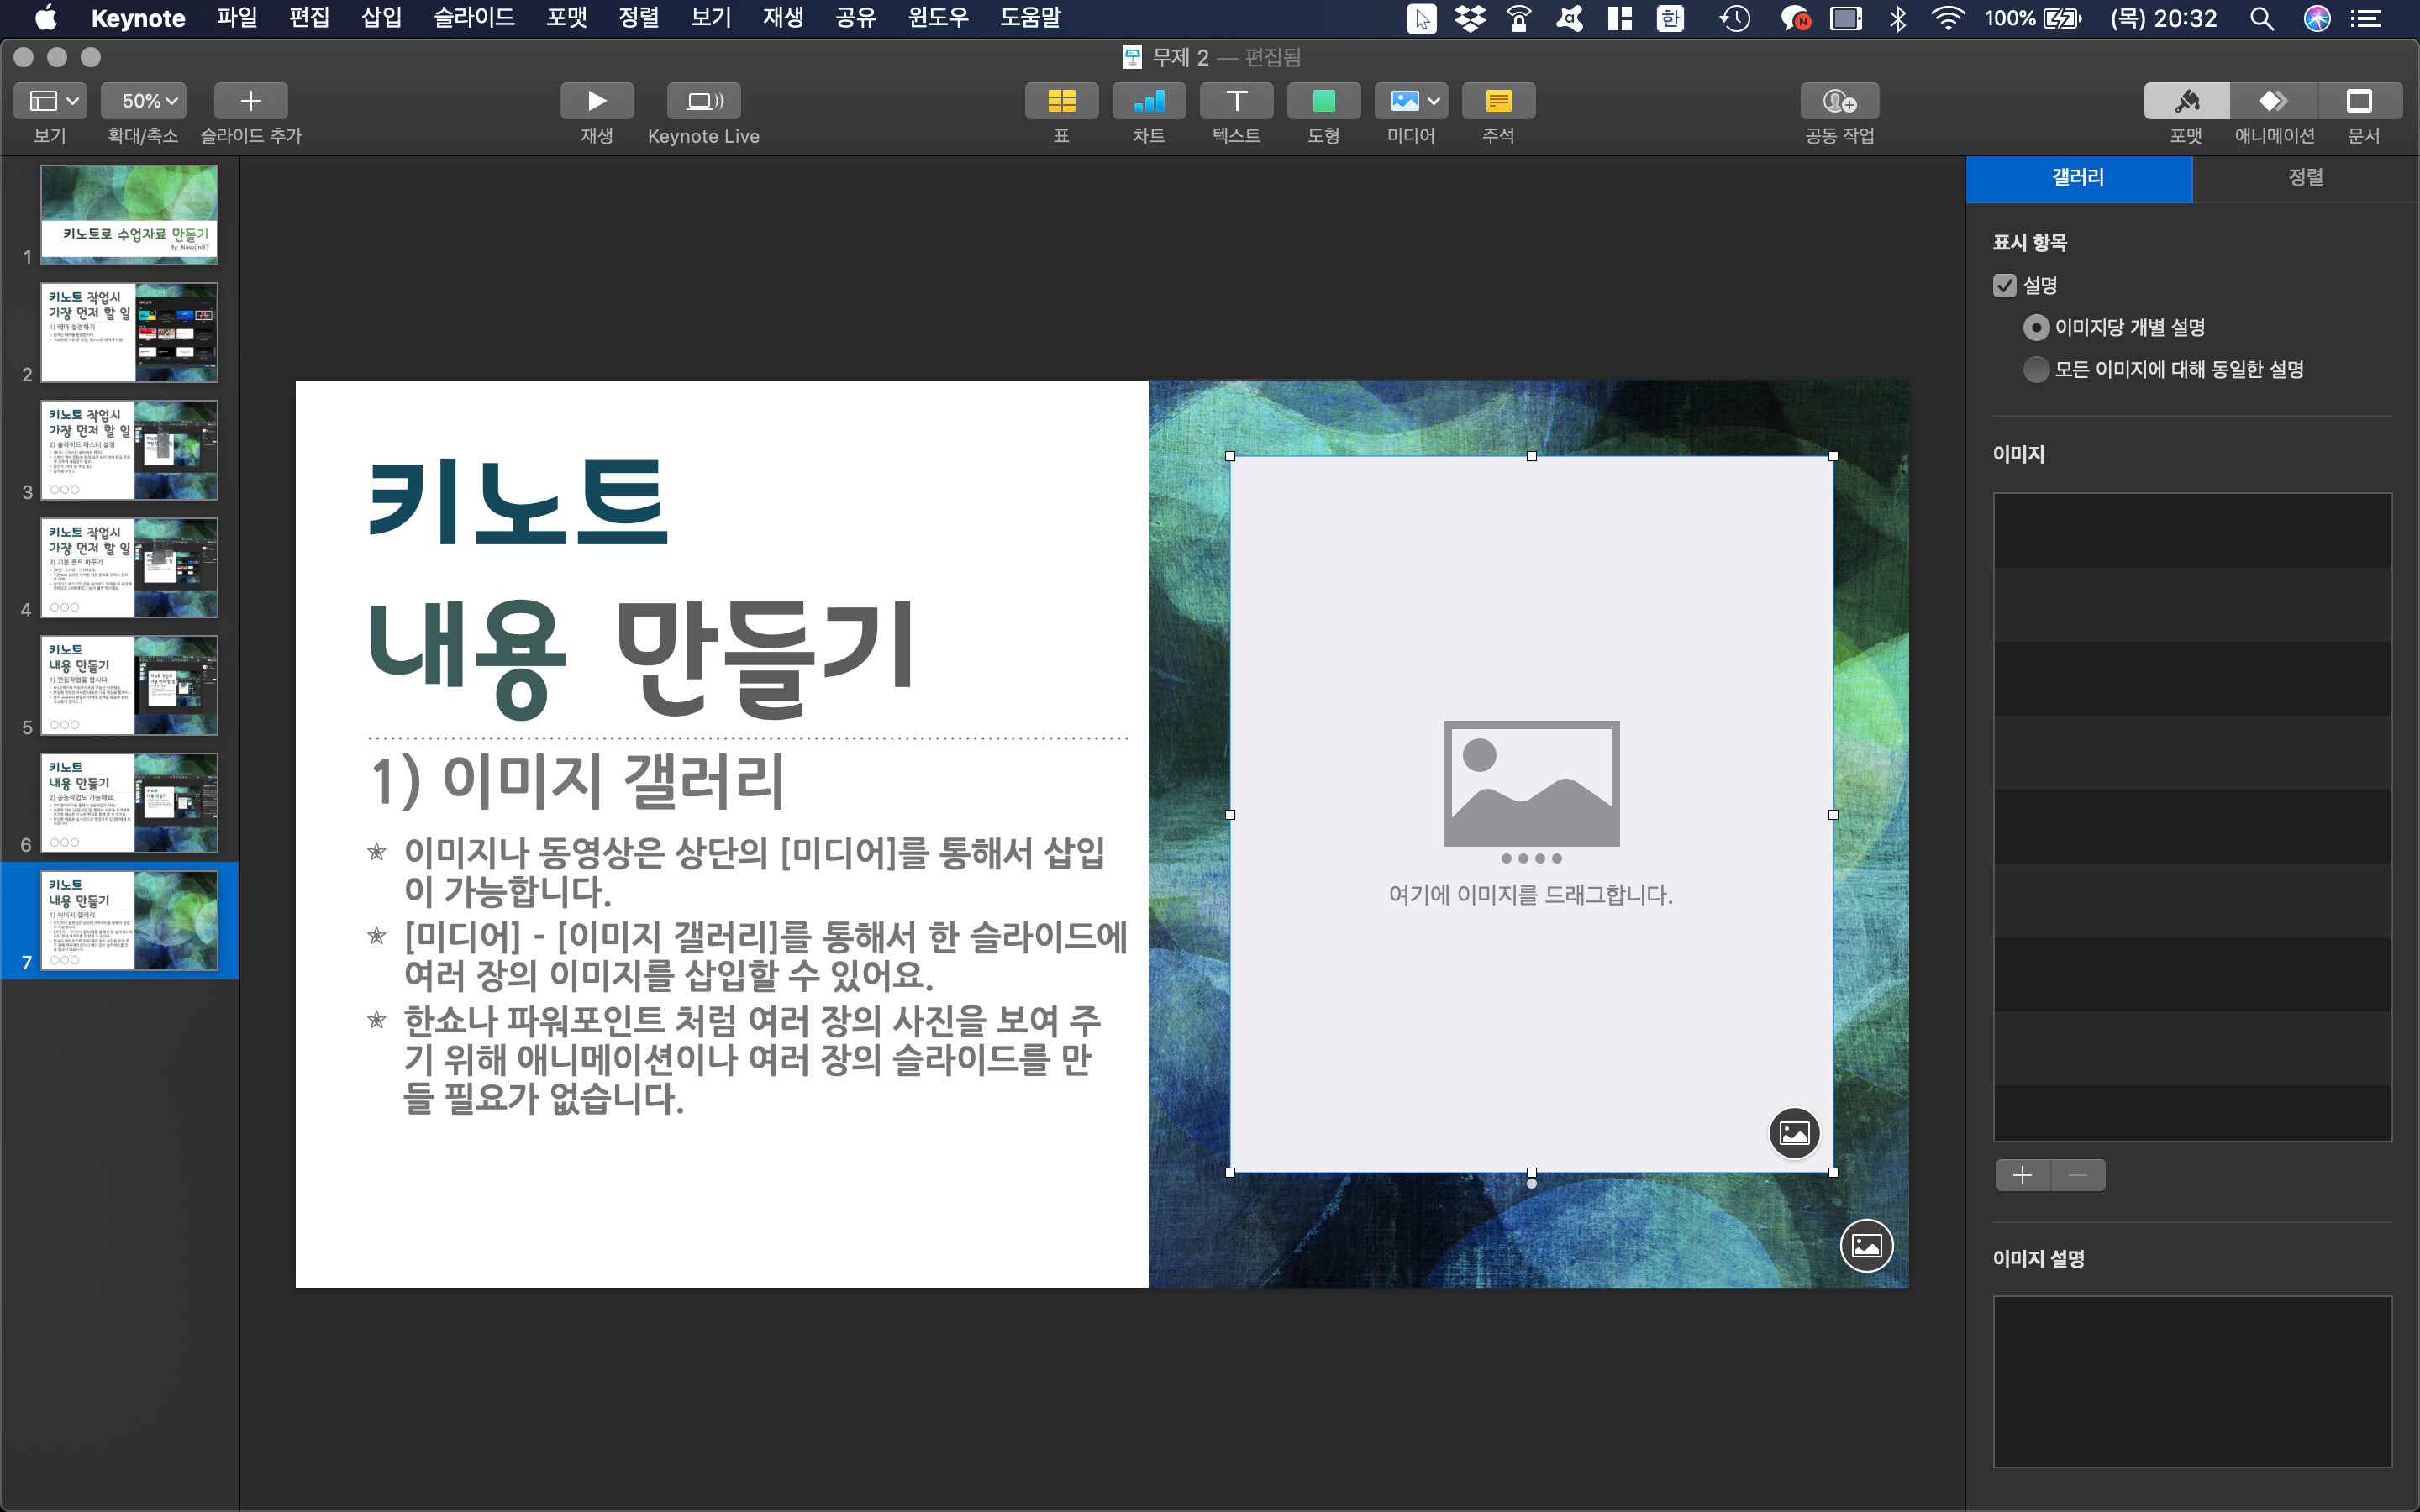 Keynote 파일 편집 삽입 슬라이드 포맷 정렬 보기 재생 공유 윈도우 도움말 한 N 100% (목) 20:32
무제 2 — 편집됨
50%
보기 확대/축소 슬라이드 추가 재생 Keynote Live 표 차트 텍스트 도형 미디어 주석 공동 작업 포맷 애니메이션 문서
키노트로 수업자료 만들기
By. Newjin87
1
키노트 작업시
가장 먼저 할 일
1) 테마 설정하기
2
키노트 작업시
가장 먼저 할 일
2) 슬라이드 마스터 설정
3
키노트 작업시
가장 먼저 할 일
3) 기본 폰트 바꾸기
4
키노트
내용 만들기
1) 편집작업을 합시다.
5
키노트
내용 만들기
2) 공동작업도 가능해요.
6
키노트
내용 만들기
1) 이미지 갤러리
7
키노트
내용 만들기
1) 이미지 갤러리
이미지나 동영상은 상단의 [미디어]를 통해서 삽입
이 가능합니다.
[미디어] - [이미지 갤러리]를 통해서 한 슬라이드에
여러 장의 이미지를 삽입할 수 있어요.
한쇼나 파워포인트 처럼 여러 장의 사진을 보여 주
기 위해 애니메이션이나 여러 장의 슬라이드를 만
들 필요가 없습니다.
여기에 이미지를 드래그합니다.
갤러리 정렬
표시 항목
설명
이미지당 개별 설명
모든 이미지에 대해 동일한 설명
이미지
이미지 설명